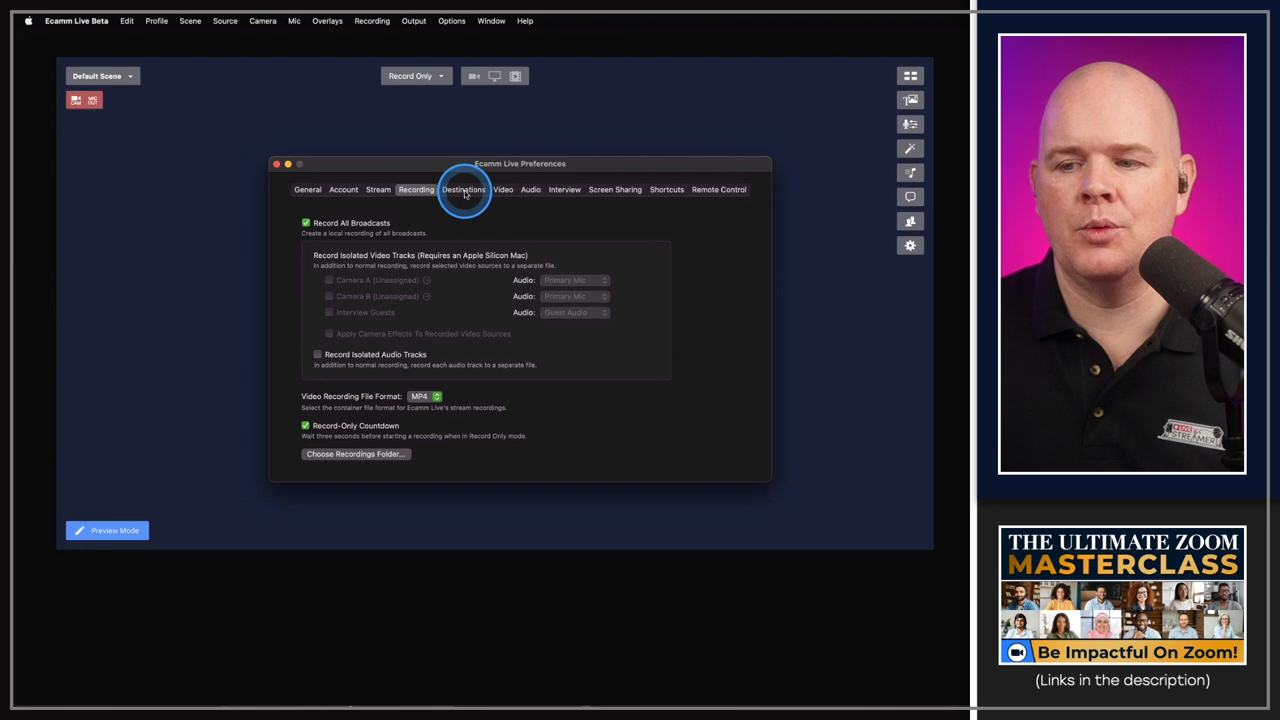 Ecamm Live Beta Edit Profile Scene Source Camera Mic Overlays Recording Output Options Window Help
Default Scene
Record Only
CAM MIC OUT
Ecamm Live Preferences
General Account Stream Recording Destinations Video Audio Interview Screen Sharing Shortcuts Remote Control
Record All Broadcasts
Create a local recording of all broadcasts.
Record Isolated Video Tracks (Requires an Apple Silicon Mac)
In addition to normal recording, record selected video sources to a separate file.
Camera A (Unassigned) Audio: Primary Mic
Camera B (Unassigned) Audio: Primary Mic
Interview Guests Audio: Guest Audio
Apply Camera Effects To Recorded Video Sources
Record Isolated Audio Tracks
In addition to normal recording, record each audio track to a separate file.
Video Recording File Format: MP4
Select the container file format for Ecamm Live's stream recordings.
Record-Only Countdown
Wait three seconds before starting a recording when in Record Only mode.
Choose Recordings Folder...
Preview Mode
LIVE
STREAMER
THE ULTIMATE ZOOM
MASTERCLASS
Be Impactful On Zoom!
(Links in the description)